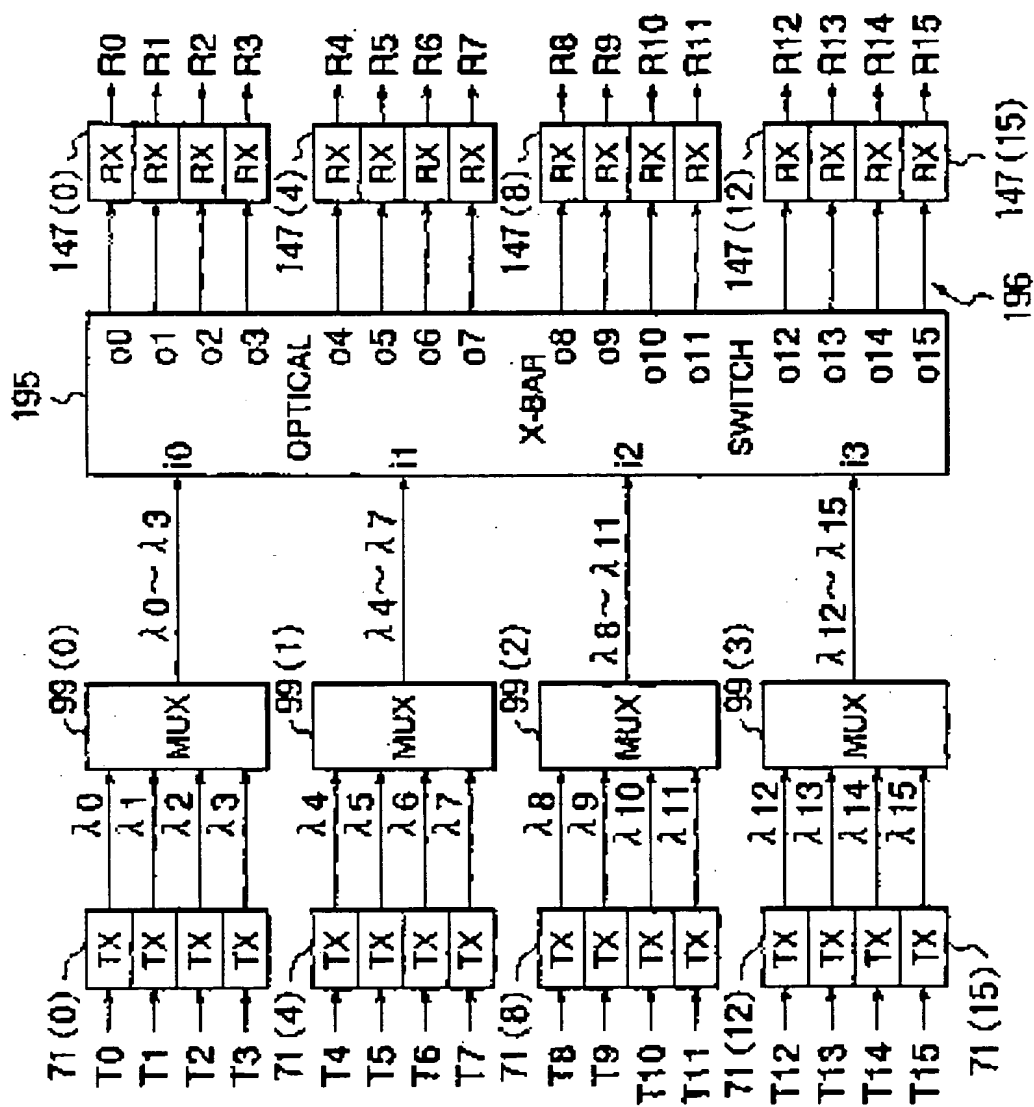 71(0)
T0
T1
T2
T3
TX
TX
TX
TX
λ0
λ1
λ2
λ3
99(0)
MUX
λ0~λ3
71(4)
T4
T5
T6
T7
TX
TX
TX
TX
λ4
λ5
λ6
λ7
99(1)
MUX
λ4~λ7
71(8)
T8
T9
T10
T11
TX
TX
TX
TX
λ8
λ9
λ10
λ11
99(2)
MUX
λ8~λ11
71(12)
T12
T13
T14
T15
TX
TX
TX
TX
71(15)
λ12
λ13
λ14
λ15
99(3)
MUX
λ12~λ15
195
i0
i1
i2
i3
OPTICAL
X-BAR
SWITCH
o0
o1
o2
o3
o4
o5
o6
o7
o8
o9
o10
o11
o12
o13
o14
o15
196
147(0)
RX
RX
RX
RX
R0
R1
R2
R3
147(4)
RX
RX
RX
RX
R4
R5
R6
R7
147(8)
RX
RX
RX
RX
R8
R9
R10
R11
147(12)
RX
RX
RX
RX
147(15)
R12
R13
R14
R15